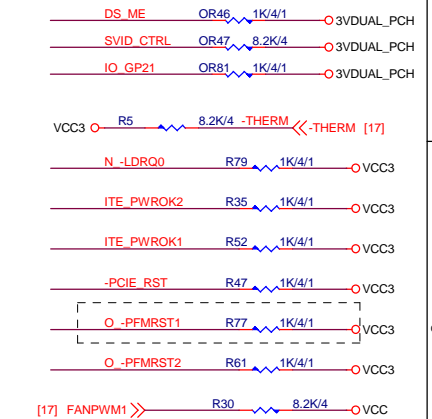 DS_ME OR46 1K/4/1 3VDUAL_PCH
SVID_CTRL OR47 8.2K/4 3VDUAL_PCH
IO_GP21 OR81 1K/4/1 3VDUAL_PCH
VCC3 R5 8.2K/4 -THERM -THERM [17]
N_-LDRQ0 R79 1K/4/1 VCC3
ITE_PWROK2 R35 1K/4/1 VCC3
ITE_PWROK1 R52 1K/4/1 VCC3
-PCIE_RST R47 1K/4/1 VCC3
O_-PFMRST1 R77 1K/4/1 VCC3
O_-PFMRST2 R61 1K/4/1 VCC3
[17] FANPWM1 R30 8.2K/4 VCC